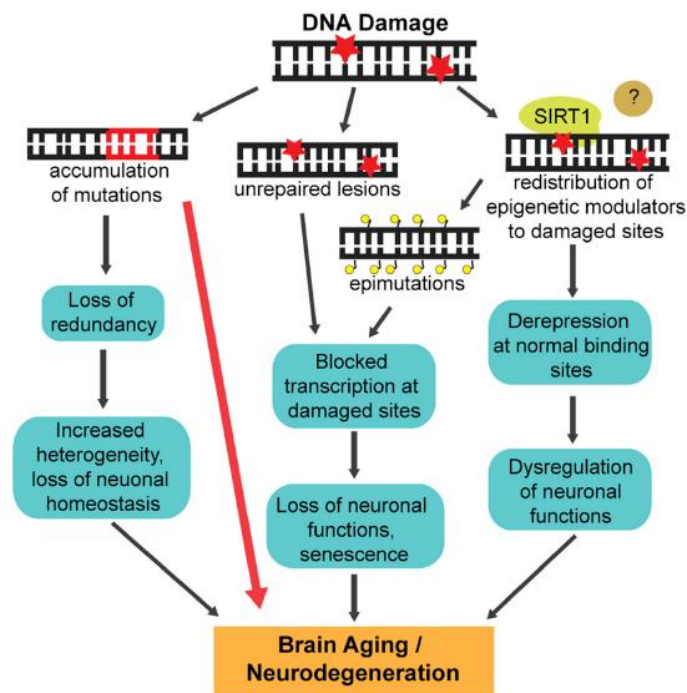 DNA Damage
accumulation
of mutations
unrepaired lesions
SIRT1
?
redistribution of
epigenetic modulators
to damaged sites
epimutations
Loss of
redundancy
Blocked
transcription at
damaged sites
Derepression
at normal binding
sites
Increased
heterogeneity,
loss of neuonal
homeostasis
Loss of neuronal
functions,
senescence
Dysregulation
of neuronal
functions
Brain Aging /
Neurodegeneration